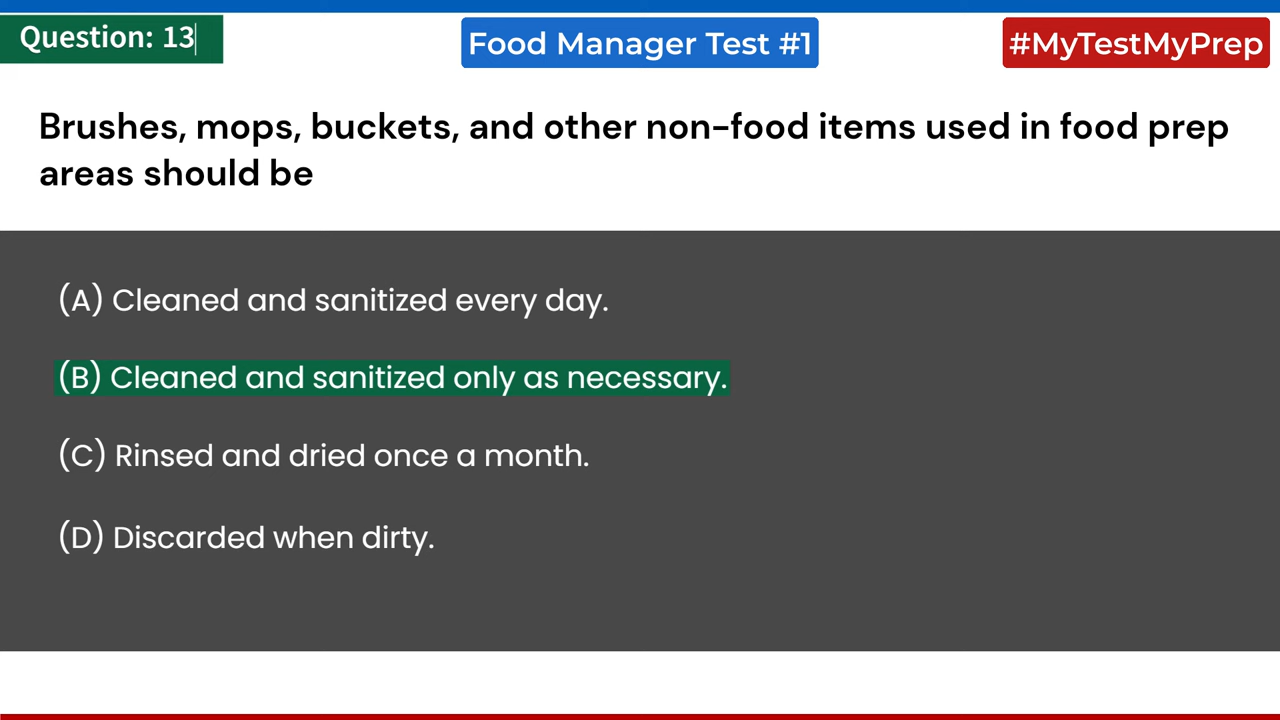 Question: 13
Food Manager Test #1
#MyTestMyPrep
Brushes, mops, buckets, and other non-food items used in food prep
areas should be
(A) Cleaned and sanitized every day.
(B) Cleaned and sanitized only as necessary.
(C) Rinsed and dried once a month.
(D) Discarded when dirty.